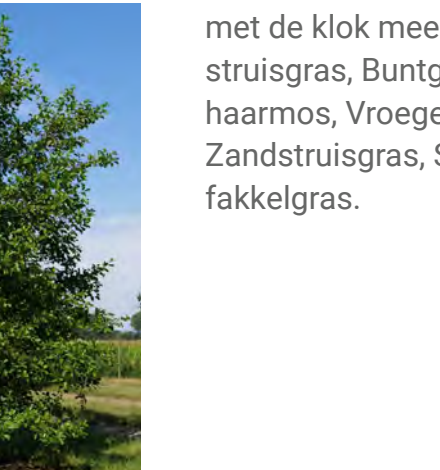 met de klok mee
struisgras, Buntg
haarmos, Vroege
Zandstruisgras, S
fakkelgras.